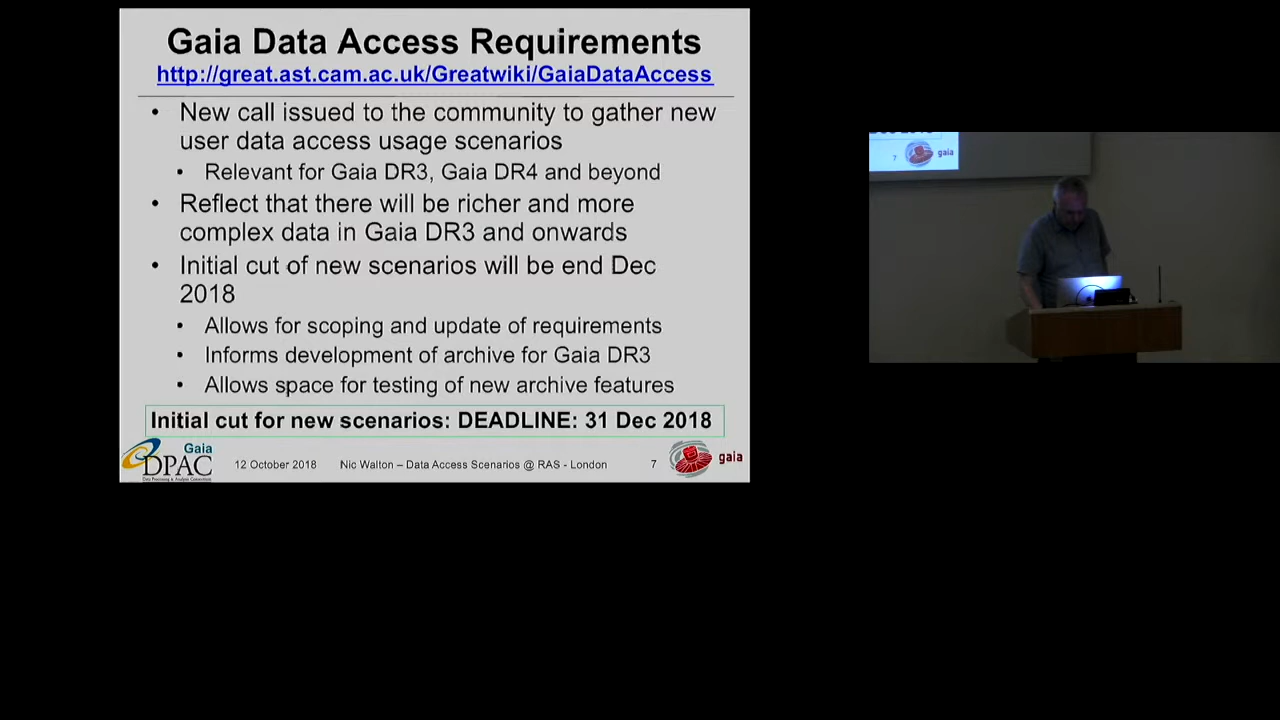 Gaia Data Access Requirements
http://great.ast.cam.ac.uk/Greatwiki/GaiaDataAccess
• New call issued to the community to gather new
user data access usage scenarios
• Relevant for Gaia DR3, Gaia DR4 and beyond
• Reflect that there will be richer and more
complex data in Gaia DR3 and onwards
• Initial cut of new scenarios will be end Dec
2018
• Allows for scoping and update of requirements
• Informs development of archive for Gaia DR3
• Allows space for testing of new archive features
Initial cut for new scenarios: DEADLINE: 31 Dec 2018
Gaia
DPAC
Data Processing & Analysis Consortium
12 October 2018 Nic Walton – Data Access Scenarios @ RAS - London 7
gaia
7
gaia